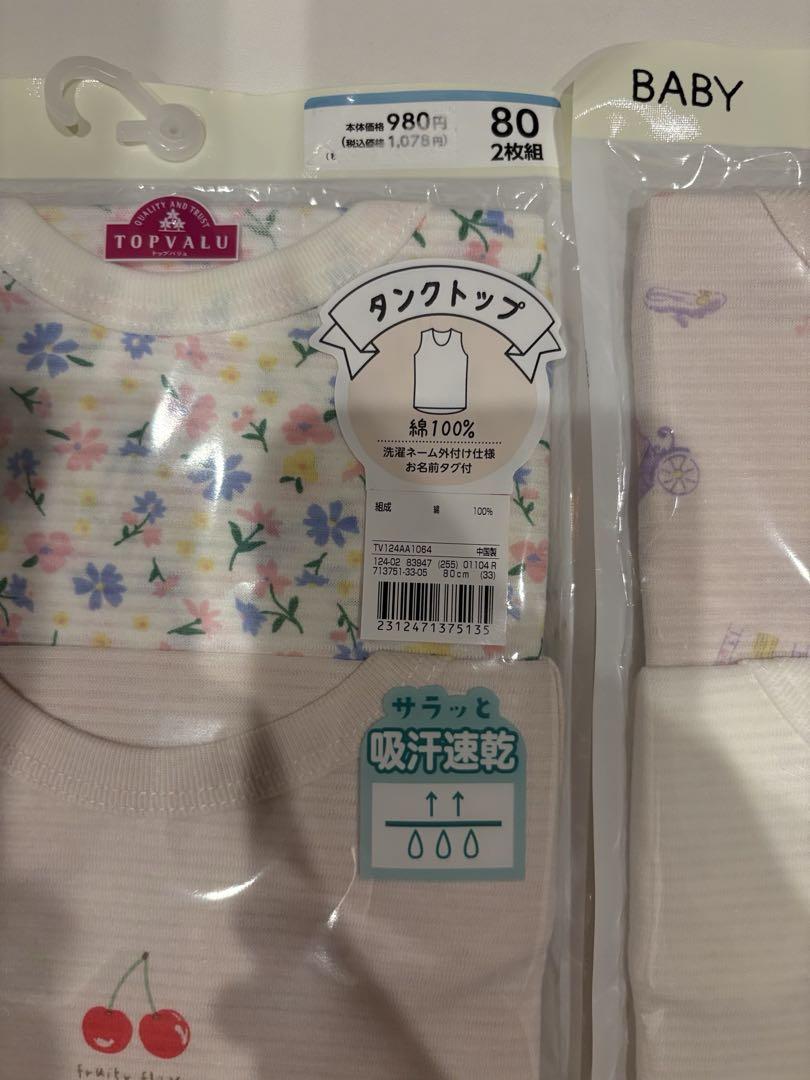 本体価格 980円
(税込価格 1,078円)
80
2枚組
BABY
QUALITY AND TRUST
TOPVALU
トップバリュ
タンクトップ
綿100%
洗濯ネーム外付け仕様
お名前タグ付
組成 綿 100%
TV124AA1064 中国製
124-02 83947 (255) 01104 R
713751-33-05 80cm (33)
2312471375135
サラッと
吸汗速乾
fruity